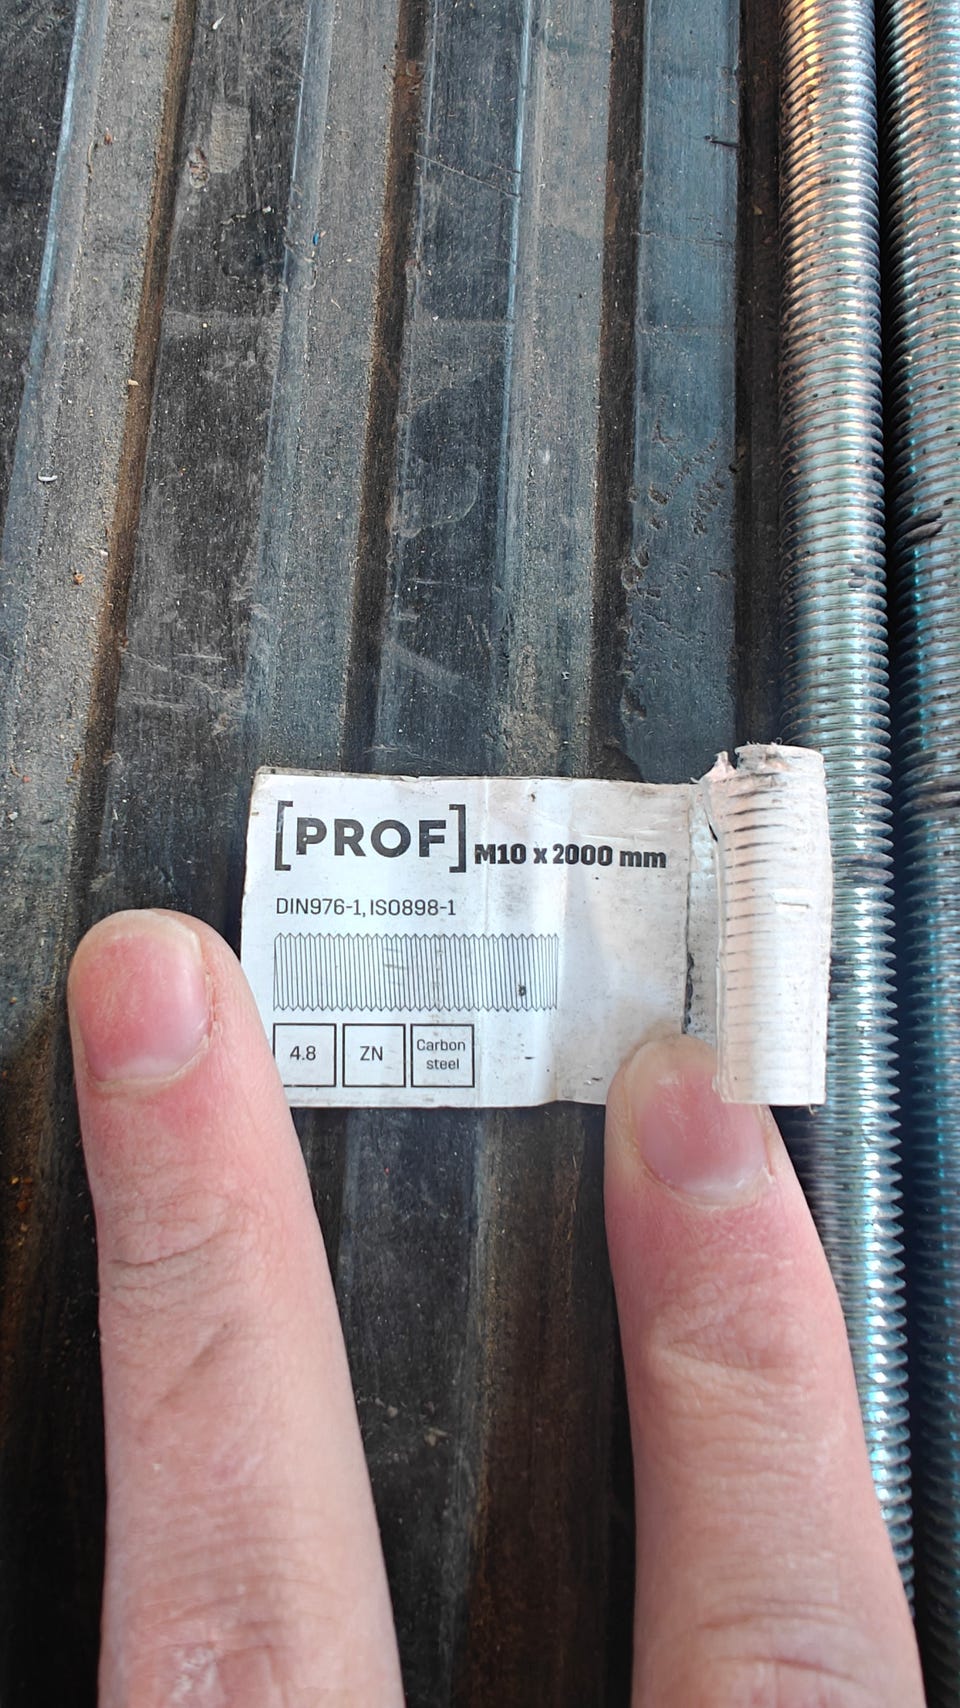 [PROF] M10 x 2000 mm
DIN976-1, ISO898-1
4.8 ZN Carbon steel